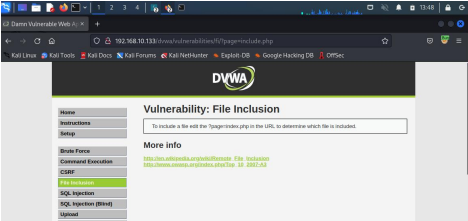 1 2 3 4
13:48
Damn Vulnerable Web Ap
192.168.10.133/dvwa/vulnerabilities/fi/?page=include.php
Kali Linux Kali Tools Kali Docs Kali Forums Kali NetHunter Exploit-DB Google Hacking DB OffSec
DVWA
Home
Instructions
Setup
Brute Force
Command Execution
CSRF
File Inclusion
SQL Injection
SQL Injection (Blind)
Upload
Vulnerability: File Inclusion
To include a file edit the ?page=index.php in the URL to determine which file is included.
More info
http://en.wikipedia.org/wiki/Remote_File_Inclusion
http://www.owasp.org/index.php/Top_10_2007-A3